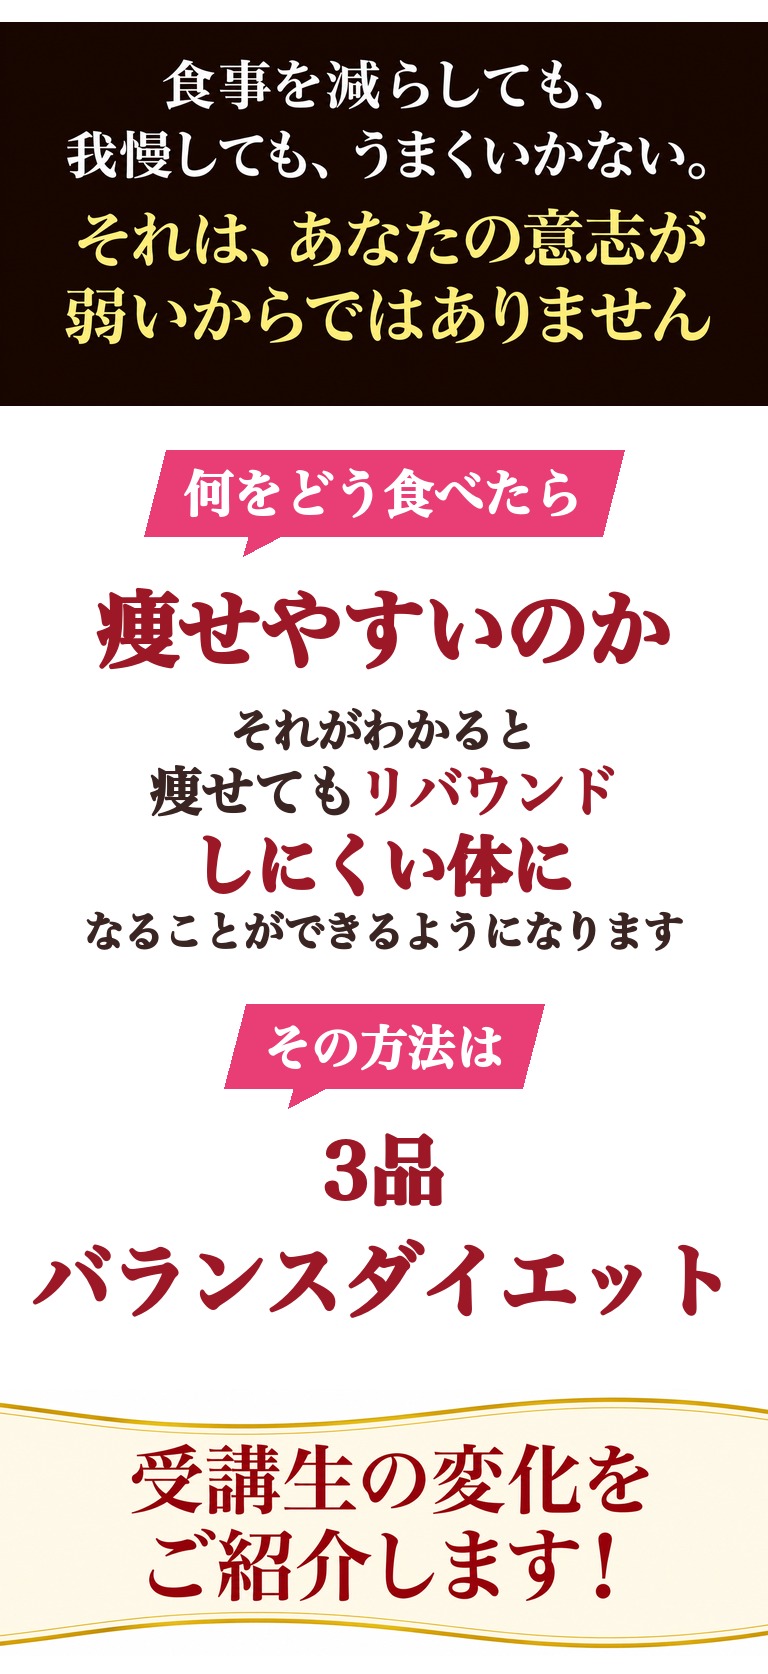 食事を減らしても、
我慢しても、うまくいかない。
それは、あなたの意志が
弱いからではありません
何をどう食べたら
痩せやすいのか
それがわかると
痩せてもリバウンド
しにくい体に
なることができるようになります
その方法は
3品
バランスダイエット
受講生の変化を
ご紹介します！